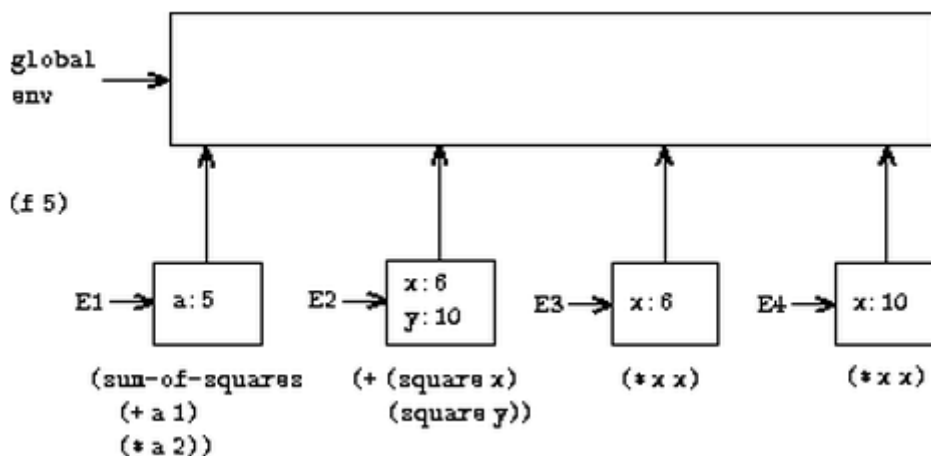 global
env
(f 5)
E1
a:5
E2
x:6
y:10
E3
x:6
E4
x:10
(sum-of-squares
(+ a 1)
(* a 2))
(+ (square x)
(square y))
(* x x)
(* x x)